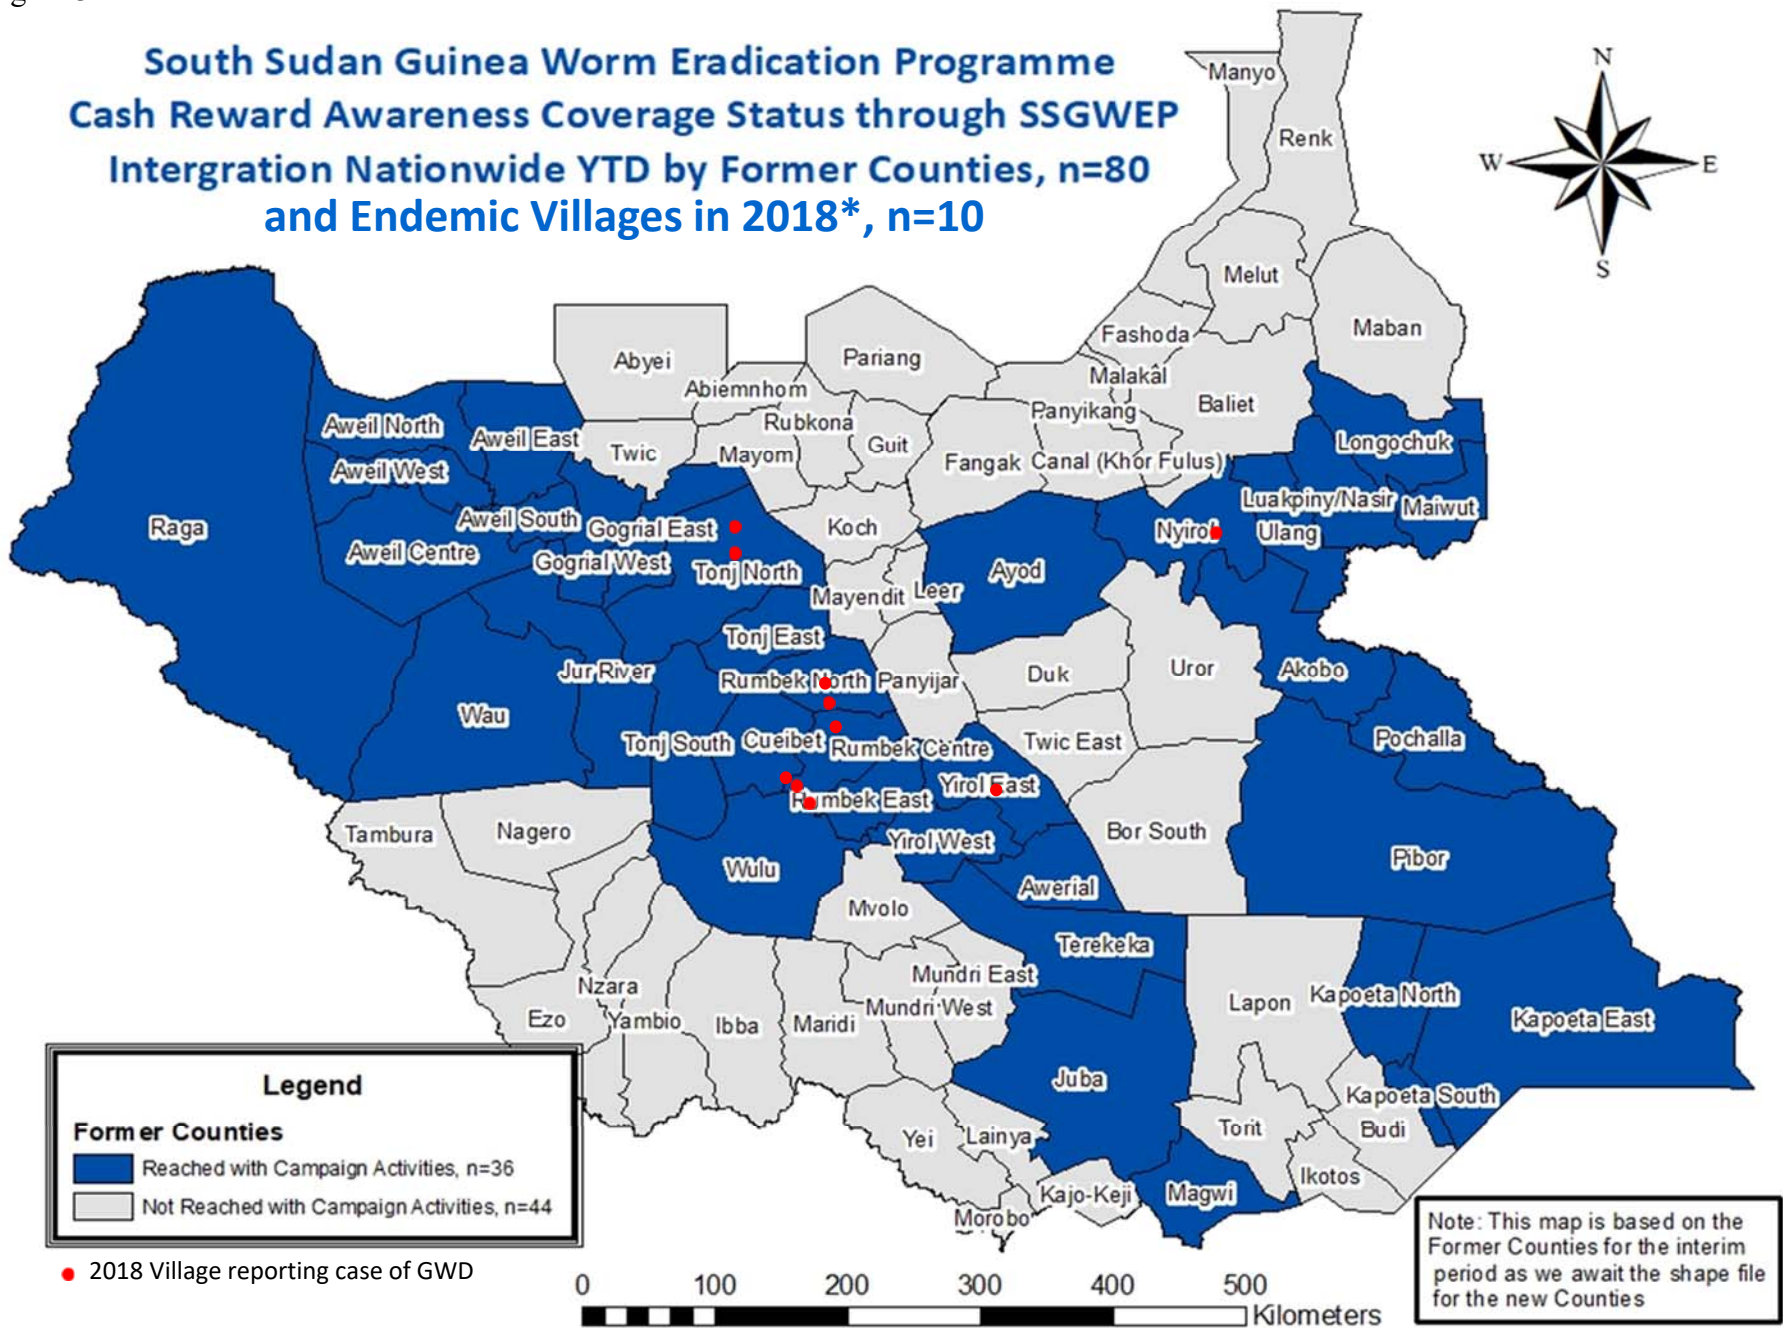 South Sudan Guinea Worm Eradication Programme
Cash Reward Awareness Coverage Status through SSGWEP
Intergration Nationwide YTD by Former Counties, n=80
and Endemic Villages in 2018*, n=10
N
W
E
S
Manyo
Renk
Melut
Maban
Fashoda
Abyei
Pariang
Malakâl
Abiemnhom
Baliet
Panyikang
Rubkona
Aweil North
Aweil East
Twic
Mayom
Guit
Fangak
Canal (Khor Fulus)
Longochuk
Aweil West
Luakpiny/Nasir
Maiwut
Raga
Aweil South
Gogrial East
Koch
Nyirol
Ulang
Aweil Centre
Gogrial West
Tonj North
Ayod
Mayendit
Leer
Tonj East
Jur River
Rumbek North
Panyijar
Duk
Uror
Akobo
Wau
Tonj South
Cueibet
Rumbek Centre
Twic East
Pochalla
Rumbek East
Yirol East
Tambura
Nagero
Yirol West
Bor South
Pibor
Wulu
Awerial
Mvolo
Terekeka
Mundri East
Nzara
Mundri West
Lapon
Kapoeta North
Kapoeta East
Ezo
Yambio
Ibba
Maridi
Juba
Kapoeta South
Yei
Lainya
Torit
Budi
Ikotos
Kajo-Keji
Magwi
Morobo
Legend
Former Counties
Reached with Campaign Activities, n=36
Not Reached with Campaign Activities, n=44
2018 Village reporting case of GWD
0 100 200 300 400 500
Kilometers
Note: This map is based on the
Former Counties for the interim
period as we await the shape file
for the new Counties